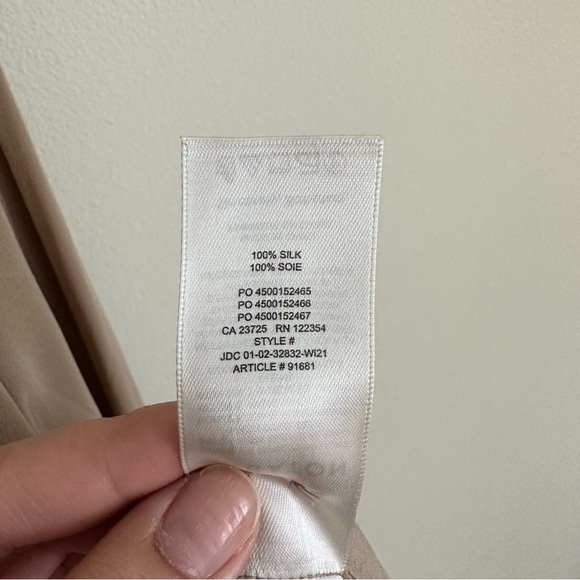 100% SILK
100% SOIE
PO 4500152465
PO 4500152466
PO 4500152467
CA 23725 RN 122354
STYLE #
JDC 01-02-32832-WI21
ARTICLE # 91681